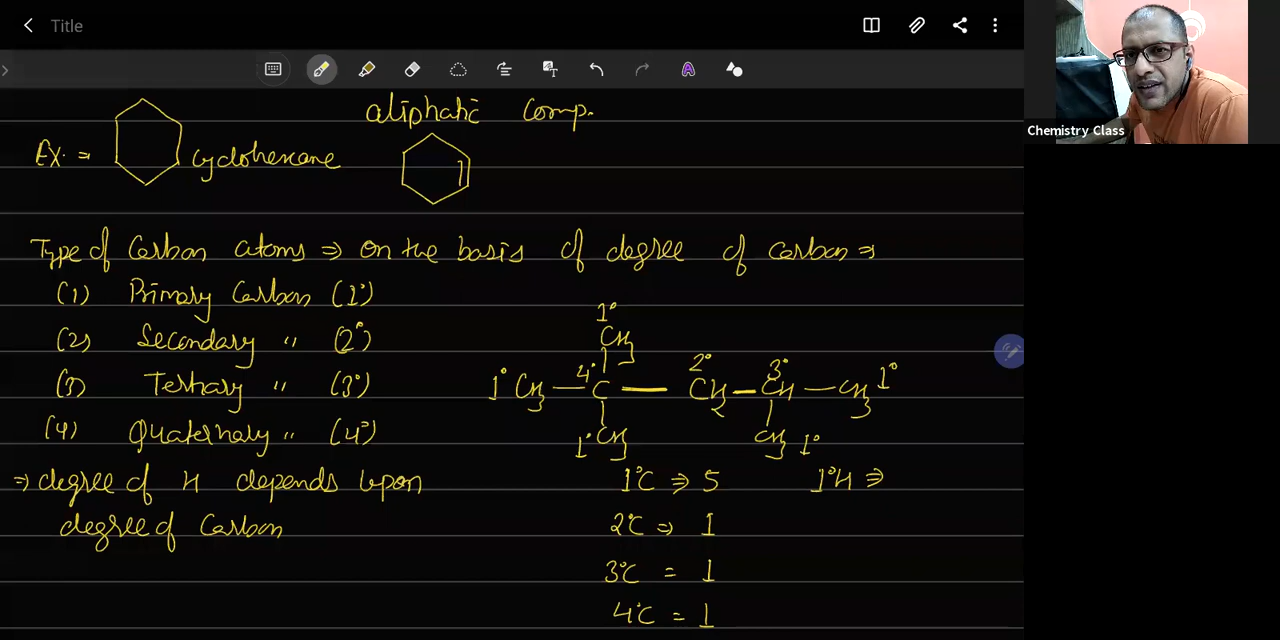 Title
Chemistry Class
aliphatic Comp.
Ex. = cyclohexane
Type of Carbon atoms ⇒ on the basis of degree of carbon ⇒
(1) Primary Carbon (1°)
(2) Secondary " (2°)
(3) Tertiary " (3°)
(4) Quaternary " (4°)
1°
CH3
4° 2° 3°
1° CH3 — C — CH2 — CH — CH3 1°
1° CH3 CH3 1°
⇒ degree of H depends upon
degree of Carbon
1°C ⇒ 5 1°H ⇒
2°C ⇒ 1
3°C = 1
4°C = 1